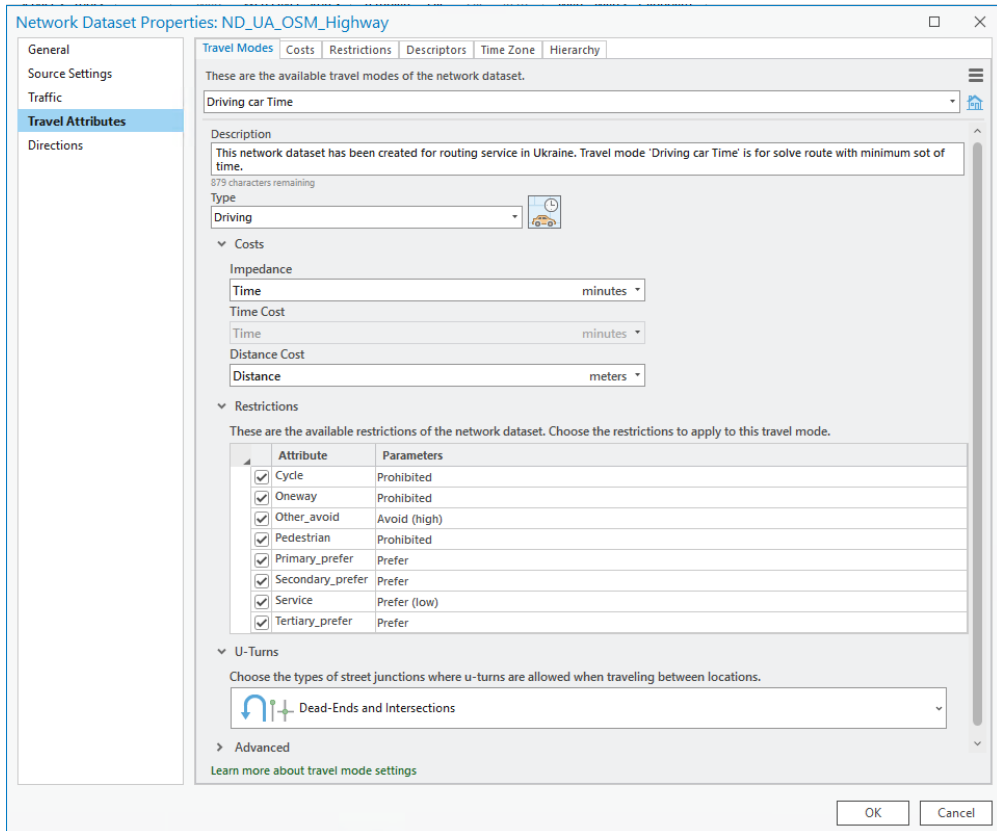 Network Dataset Properties: ND_UA_OSM_Highway
General
Source Settings
Traffic
Travel Attributes
Directions
Travel Modes Costs Restrictions Descriptors Time Zone Hierarchy
These are the available travel modes of the network dataset.
Driving car Time
Description
This network dataset has been created for routing service in Ukraine. Travel mode 'Driving car Time' is for solve route with minimum sot of
time.
879 characters remaining
Type
Driving
Costs
Impedance
Time minutes
Time Cost
Time minutes
Distance Cost
Distance meters
Restrictions
These are the available restrictions of the network dataset. Choose the restrictions to apply to this travel mode.
Attribute Parameters
Cycle Prohibited
Oneway Prohibited
Other_avoid Avoid (high)
Pedestrian Prohibited
Primary_prefer Prefer
Secondary_prefer Prefer
Service Prefer (low)
Tertiary_prefer Prefer
U-Turns
Choose the types of street junctions where u-turns are allowed when traveling between locations.
Dead-Ends and Intersections
Advanced
Learn more about travel mode settings
OK Cancel